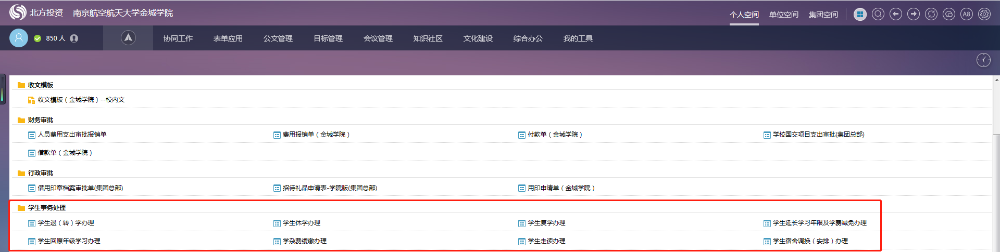 北方投资 南京航空航天大学金城学院
个人空间 单位空间 集团空间 A8
850 人 协同工作 表单应用 公文管理 目标管理 会议管理 知识社区 文化建设 综合办公 我的工具
收文模板
收文模板（金城学院）--校内文
财务审批
人员费用支出审批报销单 费用报销单（金城学院） 付款单（金城学院） 学校国交项目支出审批(集团总部)
借款单（金城学院）
行政审批
借用印章档案审批单(集团总部) 招待礼品申请表-学院版(集团总部) 用印申请单（金城学院）
学生事务处理
学生退（转）学办理 学生休学办理 学生复学办理 学生延长学习年限及学费减免办理
学生回原年级学习办理 学杂费缓缴办理 学生走读办理 学生宿舍调换（安排）办理